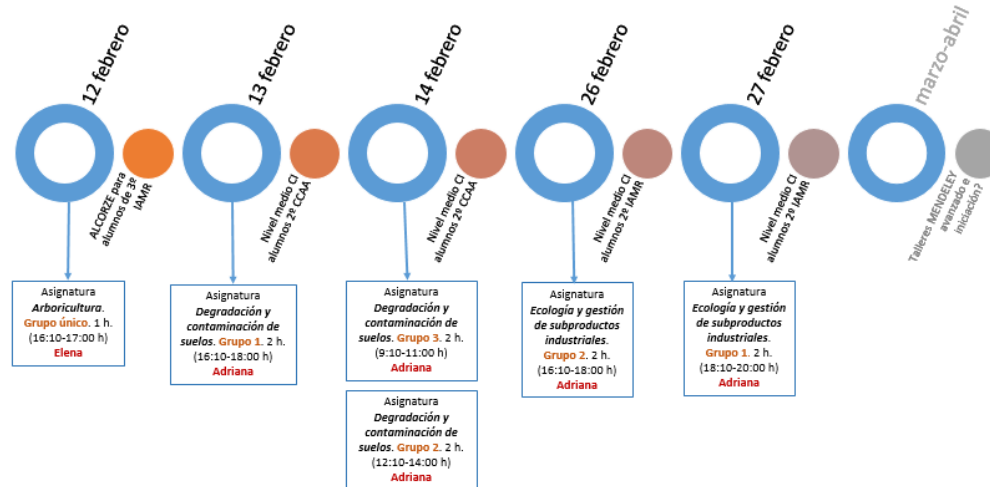 12 febrero
ALCORZE para
alumnos de 3º
IAMR
Asignatura
Arboricultura.
Grupo único. 1 h.
(16:10-17:00 h)
Elena
13 febrero
Nivel medio CI
alumnos 2º CCAA
Asignatura
Degradación y
contaminación de
suelos. Grupo 1. 2 h.
(16:10-18:00 h)
Adriana
14 febrero
Nivel medio CI
alumnos 2º CCAA
Asignatura
Degradación y
contaminación de
suelos. Grupo 3. 2 h.
(9:10-11:00 h)
Adriana
Asignatura
Degradación y
contaminación de
suelos. Grupo 2. 2 h.
(12:10-14:00 h)
Adriana
26 febrero
Nivel medio CI
alumnos 2º IAMR
Asignatura
Ecología y gestión
de subproductos
industriales.
Grupo 2. 2 h.
(16:10-18:00 h)
Adriana
27 febrero
Nivel medio CI
alumnos 2º IAMR
Asignatura
Ecología y gestión
de subproductos
industriales.
Grupo 1. 2 h.
(18:10-20:00 h)
Adriana
marzo-abril
Talleres MENDELEY
avanzado e
iniciación?